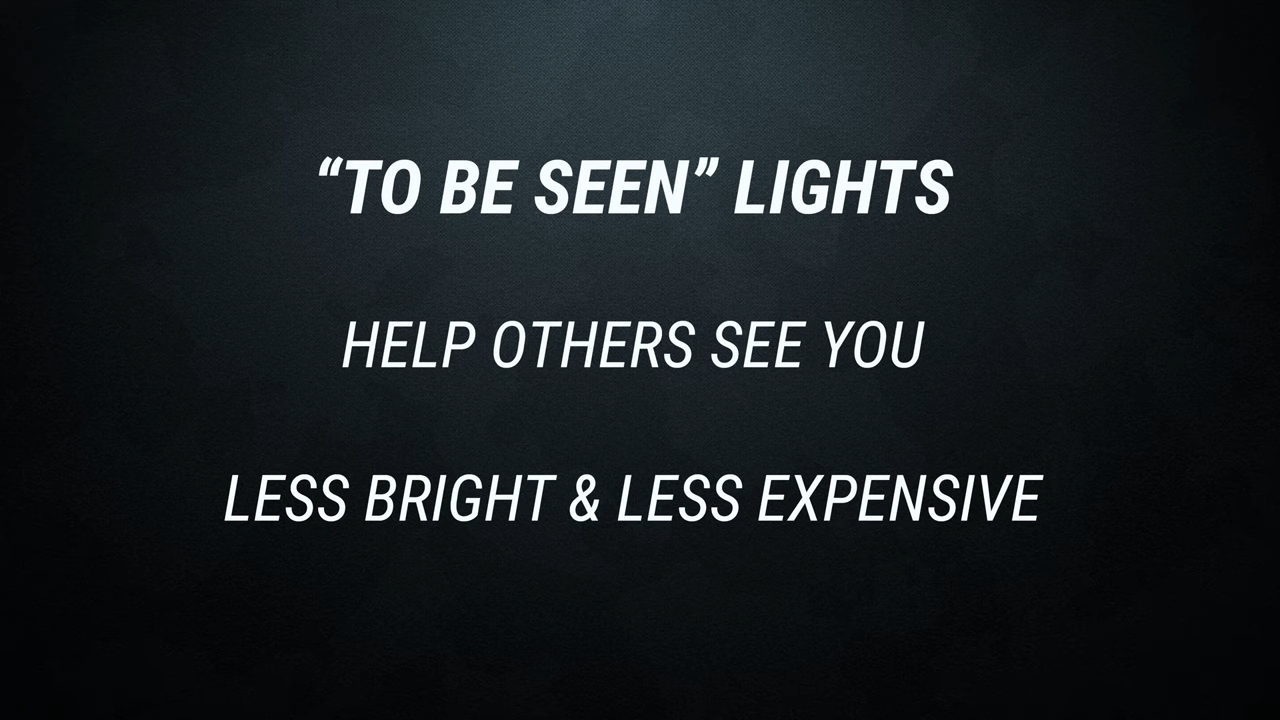 “TO BE SEEN” LIGHTS
HELP OTHERS SEE YOU
LESS BRIGHT & LESS EXPENSIVE